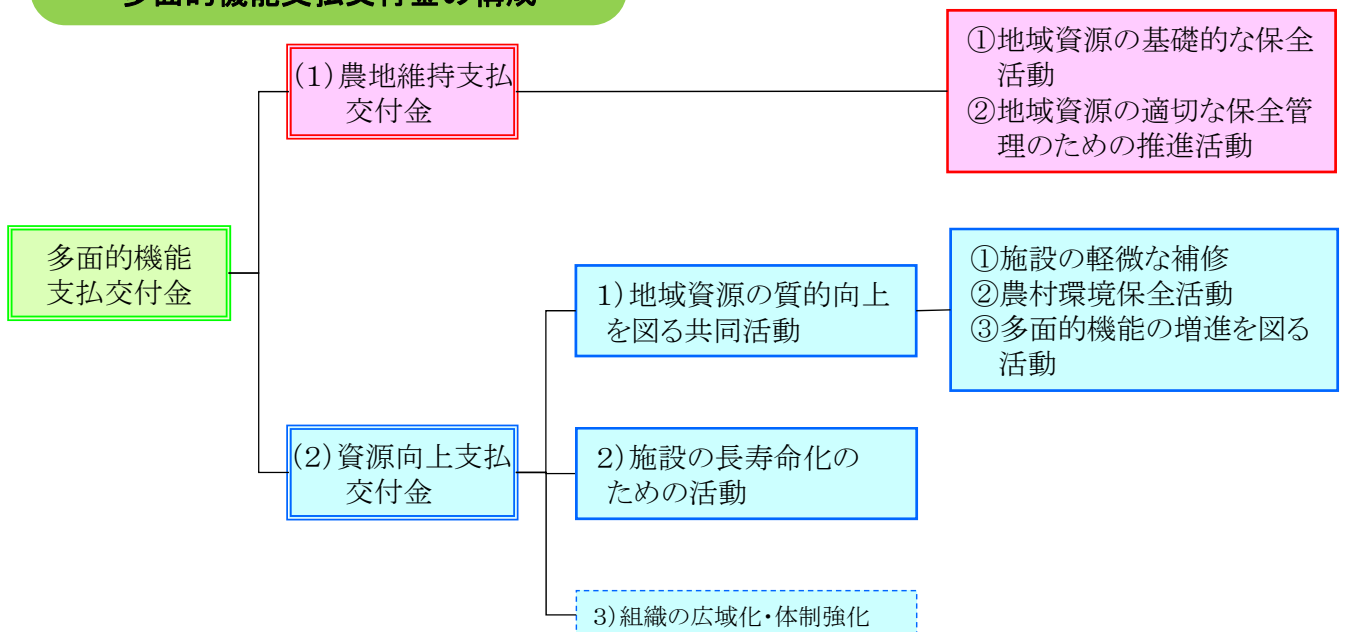 多面的機能支払交付金の構成
(1)農地維持支払
交付金
①地域資源の基礎的な保全
活動
②地域資源の適切な保全管
理のための推進活動
多面的機能
支払交付金
1)地域資源の質的向上
を図る共同活動
①施設の軽微な補修
②農村環境保全活動
③多面的機能の増進を図る
活動
(2)資源向上支払
交付金
2)施設の長寿命化の
ための活動
3)組織の広域化・体制強化